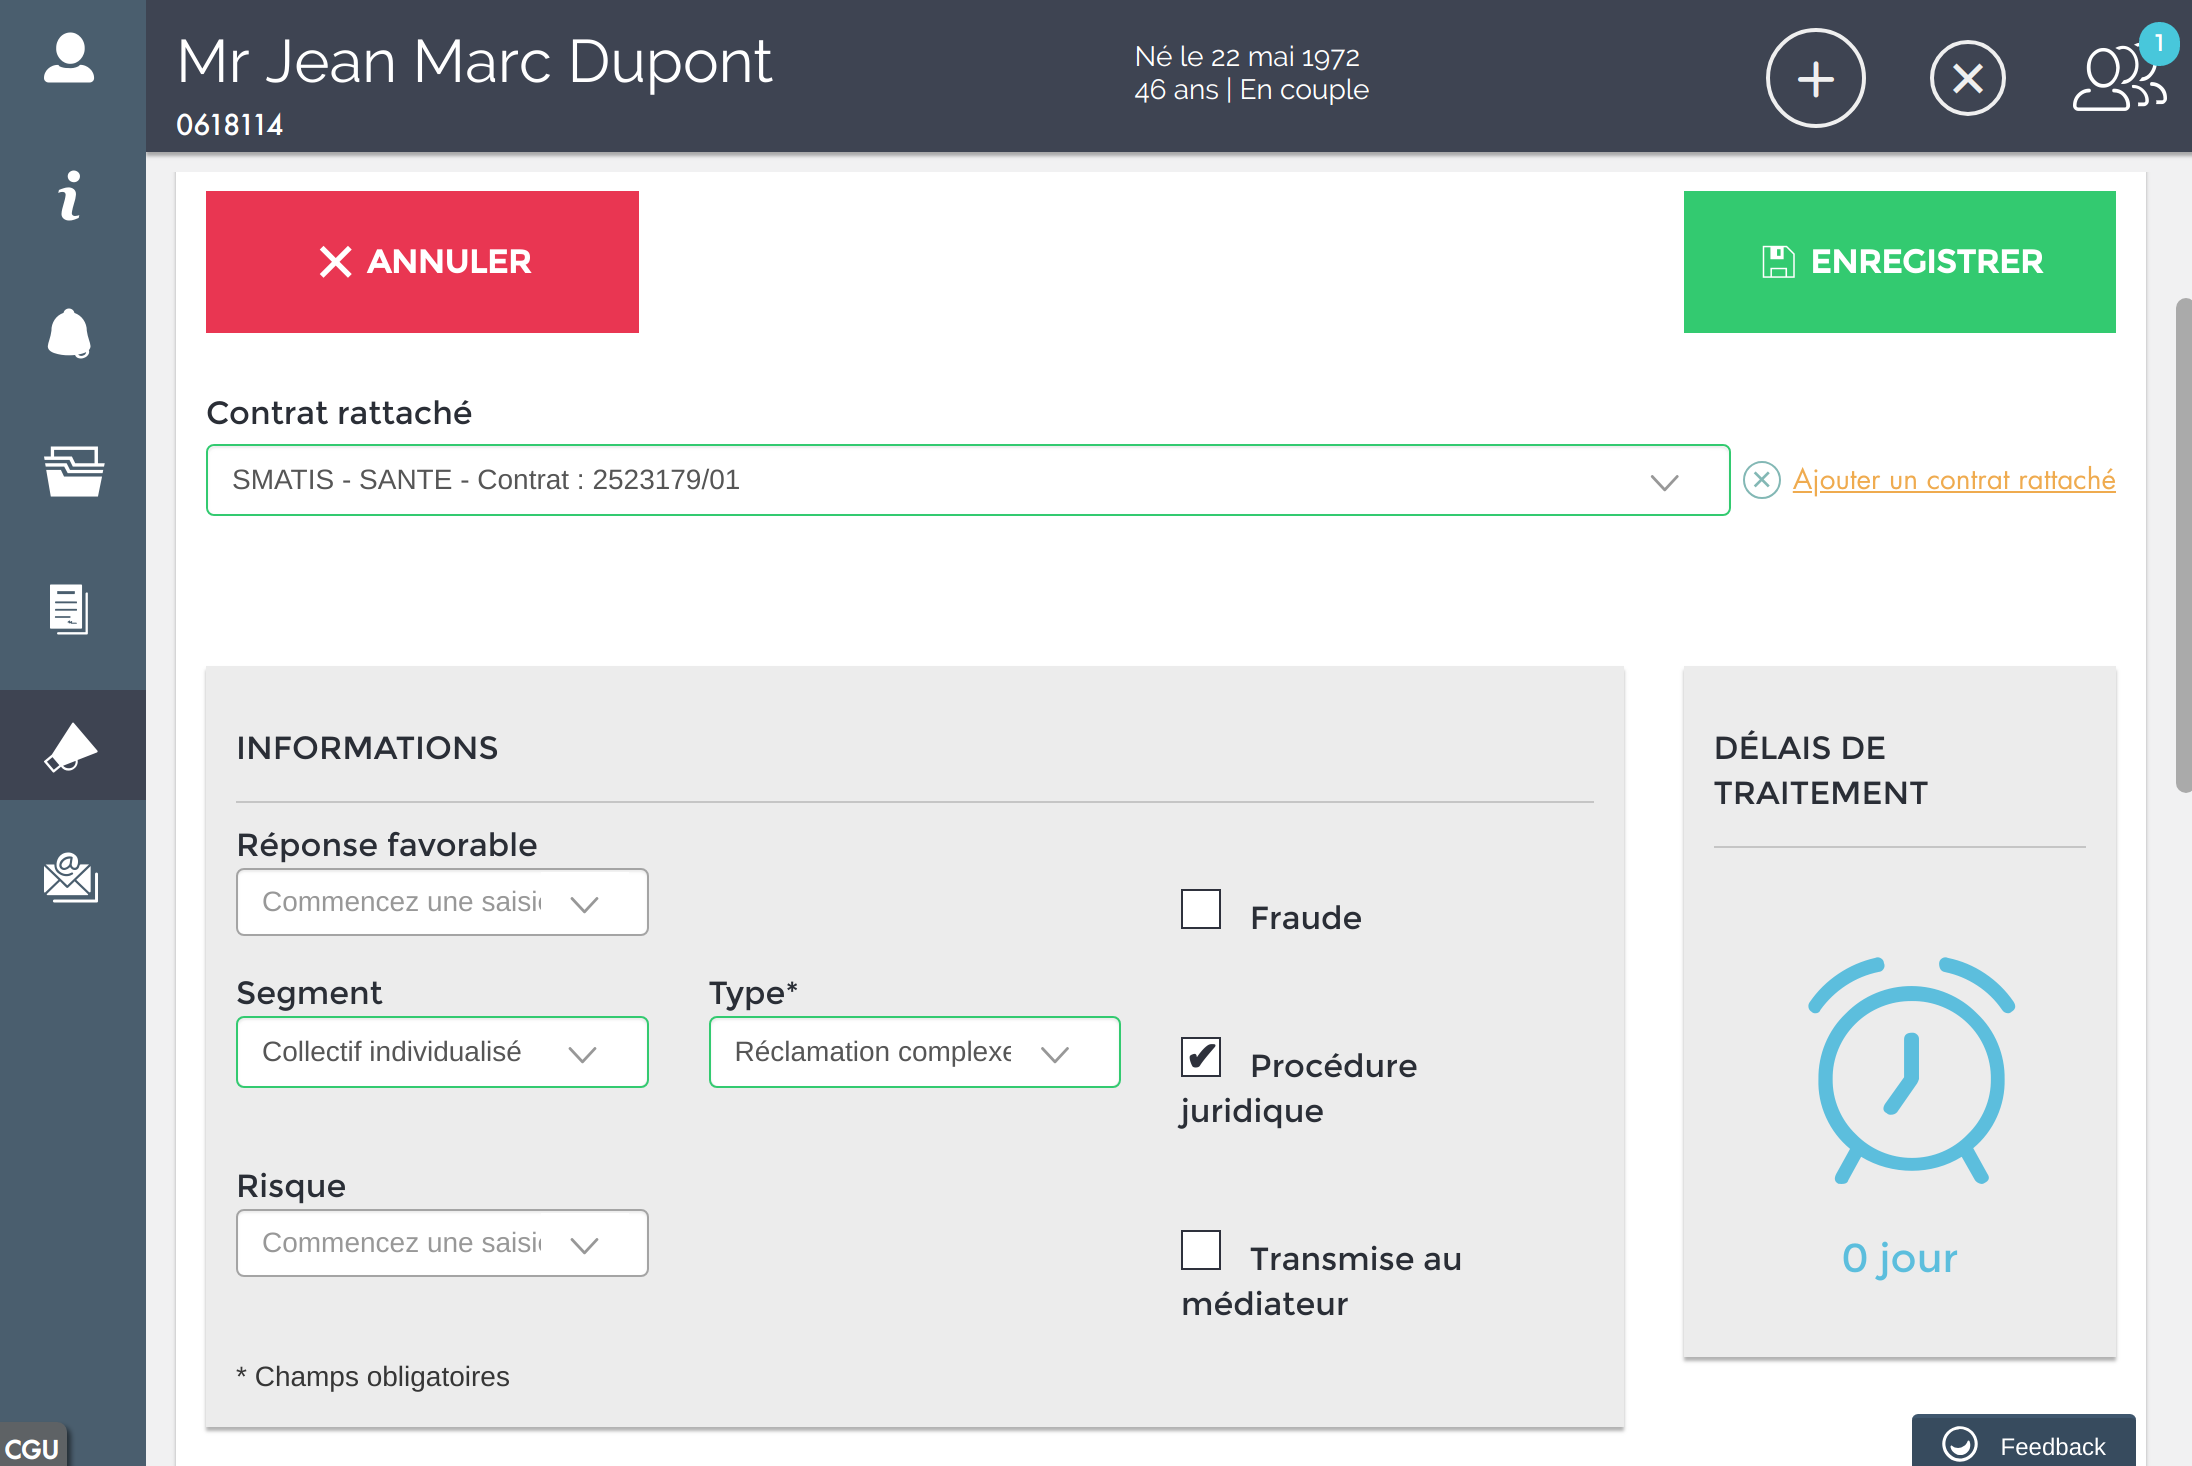 Mr Jean Marc Dupont
0618114
Né le 22 mai 1972
46 ans | En couple
1
ANNULER
ENREGISTRER
Contrat rattaché
SMATIS - SANTE - Contrat : 2523179/01
Ajouter un contrat rattaché
INFORMATIONS
Réponse favorable
Commencez une saisie
Fraude
Segment
Collectif individualisé
Type*
Réclamation complexe
Procédure
juridique
Risque
Commencez une saisie
Transmise au
médiateur
* Champs obligatoires
DÉLAIS DE
TRAITEMENT
0 jour
CGU
Feedback